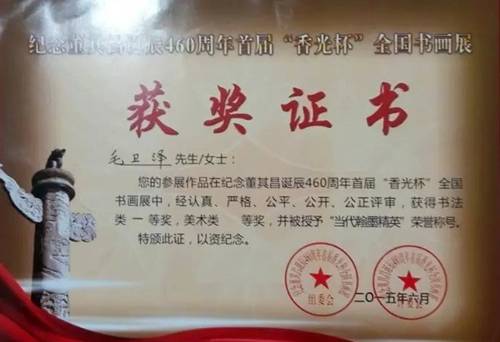 纪念董其昌诞辰460周年首届“香光杯”全国书画展
获奖证书
毛卫泽 先生/女士：
您的参展作品在纪念董其昌诞辰460周年首届“香光杯”全国
书画展中，经认真、严格、公平、公开、公正评审，获得书法
类 一 等奖，美术类 等奖，并被授予“当代翰墨精英”荣誉称号。
特颁此证，以资纪念。
组委会
二〇一五年六月